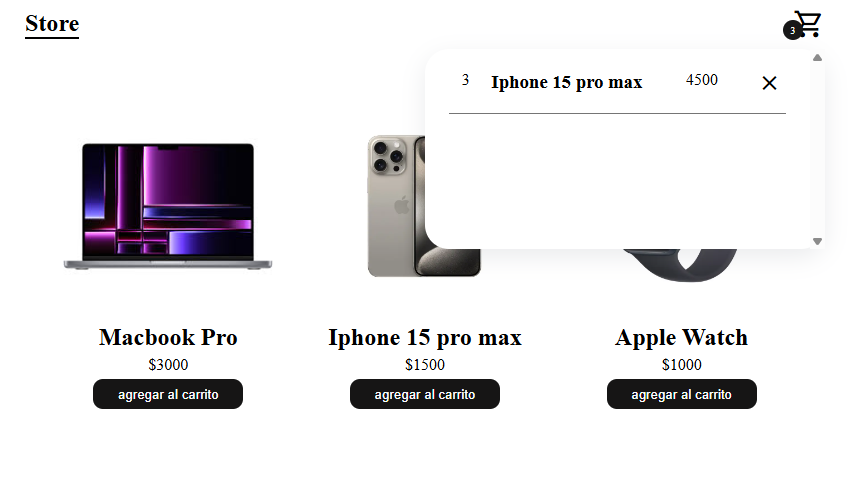 Store
3
3 Iphone 15 pro max 4500
Macbook Pro
$3000
agregar al carrito
Iphone 15 pro max
$1500
agregar al carrito
Apple Watch
$1000
agregar al carrito